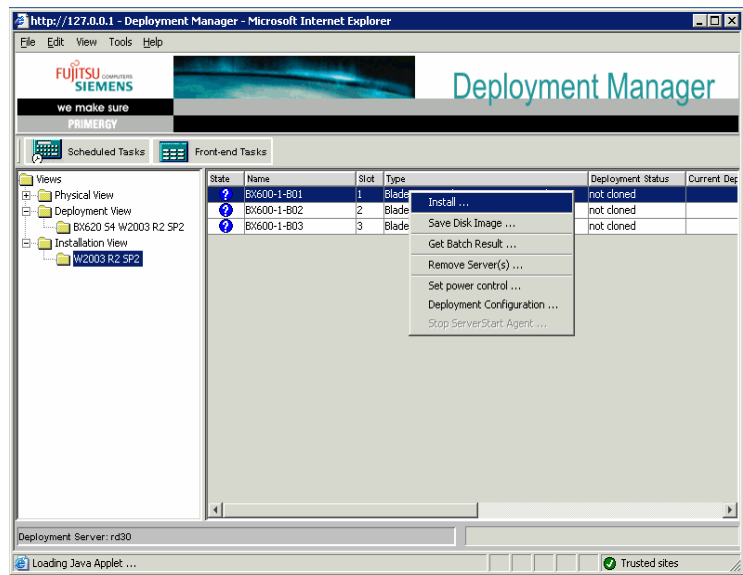 http://127.0.0.1 - Deployment Manager - Microsoft Internet Explorer
File Edit View Tools Help
FUJITSU COMPUTERS
SIEMENS
we make sure
PRIMERGY
Deployment Manager
Scheduled Tasks Front-end Tasks
Views
Physical View
Deployment View
BX620 S4 W2003 R2 SP2
Installation View
W2003 R2 SP2
State Name Slot Type Deployment Status Current Dep
? BX600-1-B01 1 Blade not cloned
? BX600-1-B02 2 Blade not cloned
? BX600-1-B03 3 Blade not cloned
Install ...
Save Disk Image ...
Get Batch Result ...
Remove Server(s) ...
Set power control ...
Deployment Configuration ...
Stop ServerStart Agent ...
Deployment Server: rd30
Loading Java Applet ... Trusted sites